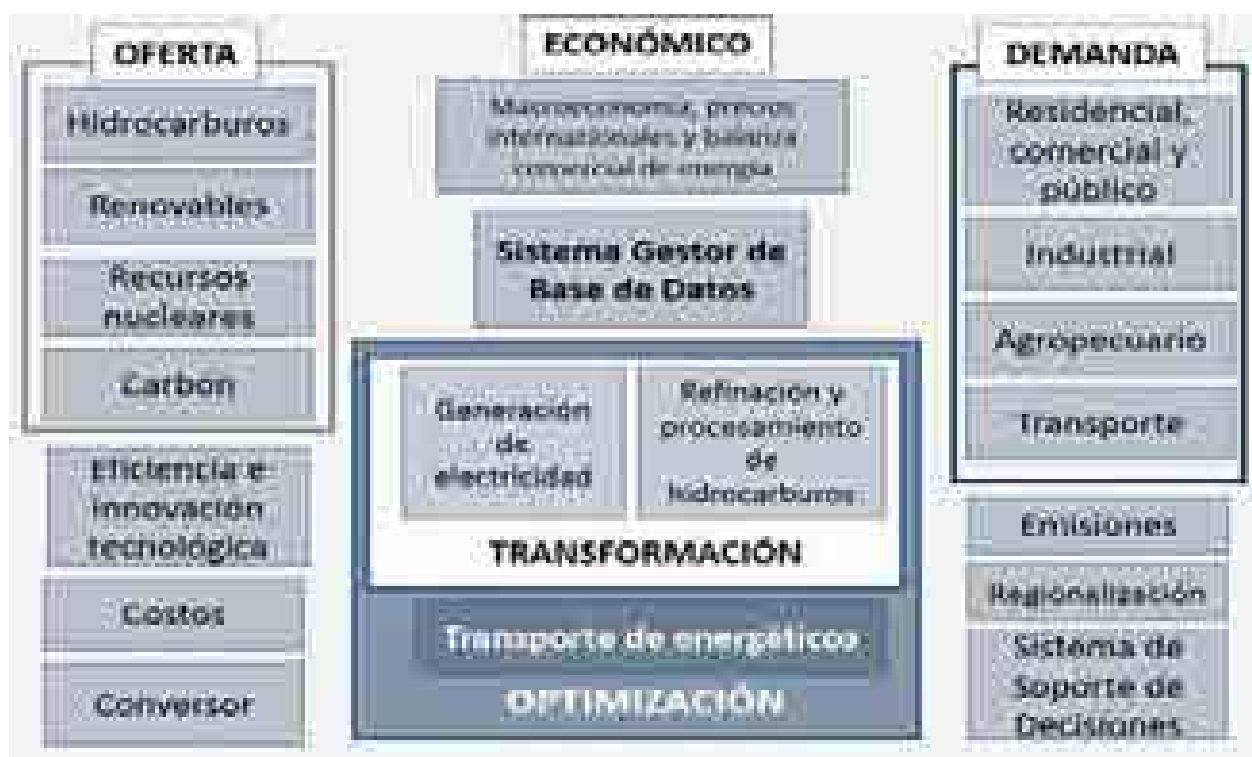 OFERTA
Hidrocarburos
Renovables
Recursos
nucleares
Carbón
Eficiencia e
innovación
tecnológica
Costos
Conversor
ECONÓMICO
Macroeconomía, precios
internacionales y balanza
comercial de energía
Sistema Gestor de
Base de Datos
Generación
de
electricidad
Refinación y
procesamiento
de
hidrocarburos
TRANSFORMACIÓN
Transporte de energéticos
OPTIMIZACIÓN
DEMANDA
Residencial,
comercial y
público
Industrial
Agropecuario
Transporte
Emisiones
Regionalización
Sistema de
Soporte de
Decisiones